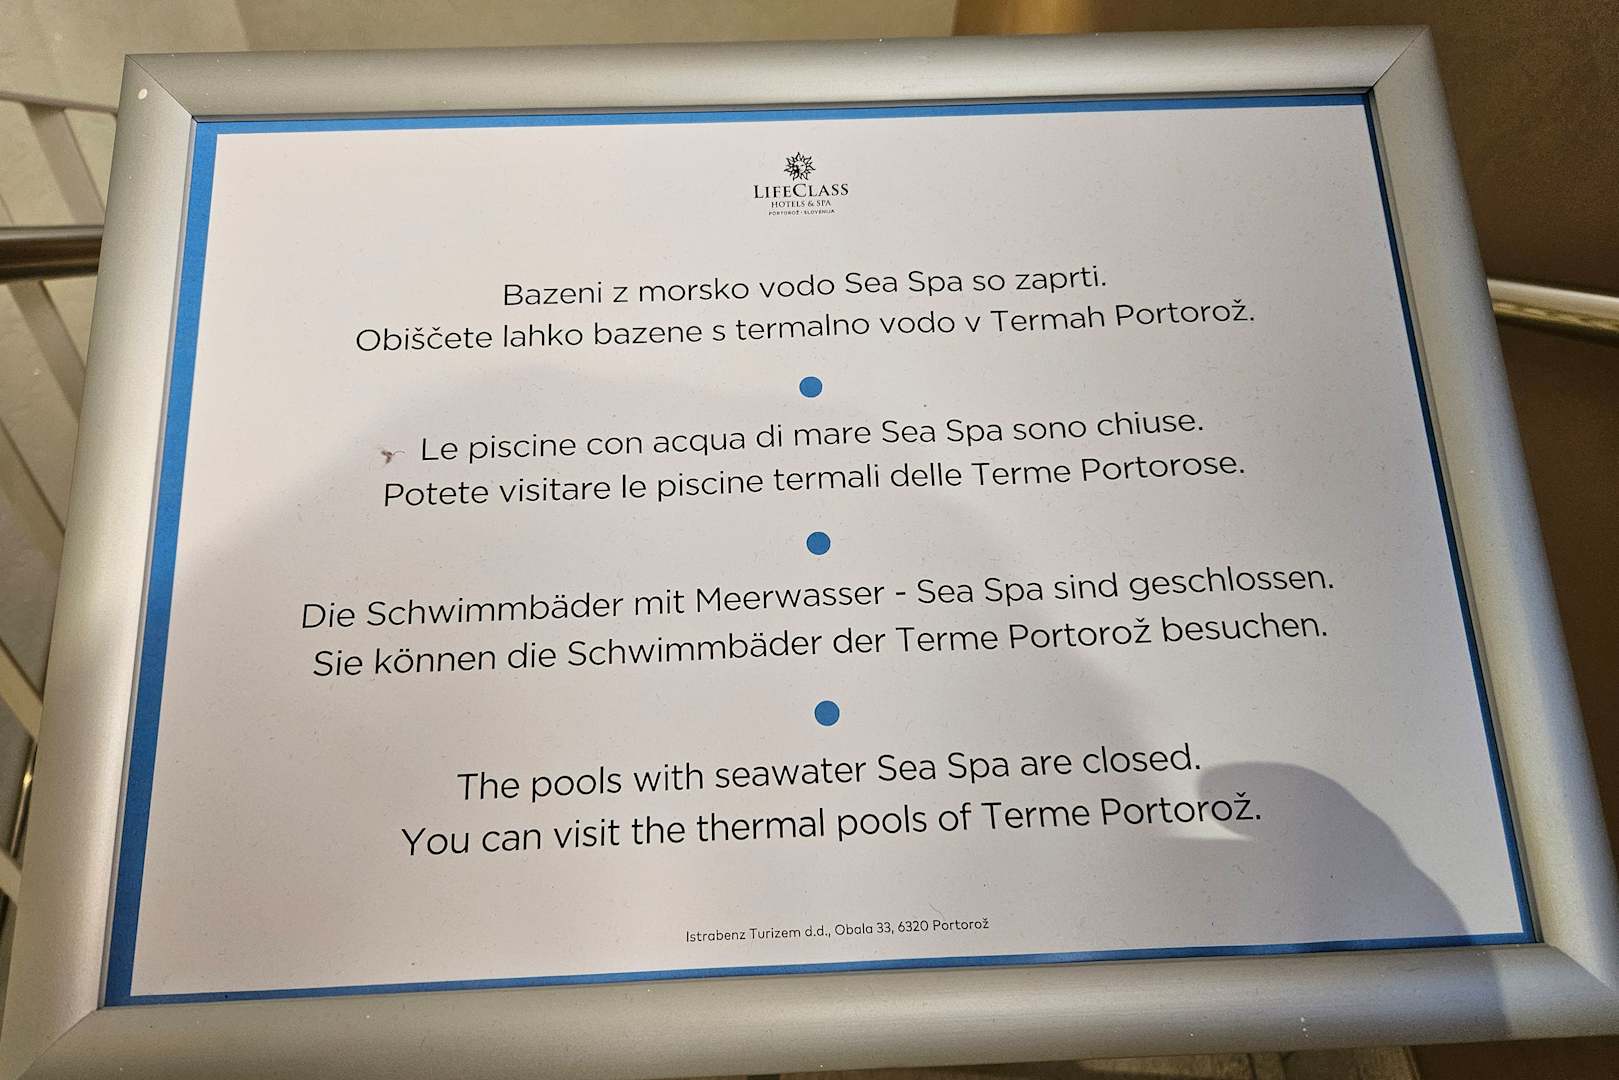 LIFECLASS
HOTELS & SPA
PORTOROŽ · SLOVENIJA
Bazeni z morsko vodo Sea Spa so zaprti.
Obiščete lahko bazene s termalno vodo v Termah Portorož.
Le piscine con acqua di mare Sea Spa sono chiuse.
Potete visitare le piscine termali delle Terme Portorose.
Die Schwimmbäder mit Meerwasser - Sea Spa sind geschlossen.
Sie können die Schwimmbäder der Terme Portorož besuchen.
The pools with seawater Sea Spa are closed.
You can visit the thermal pools of Terme Portorož.
Istrabenz Turizem d.d., Obala 33, 6320 Portorož